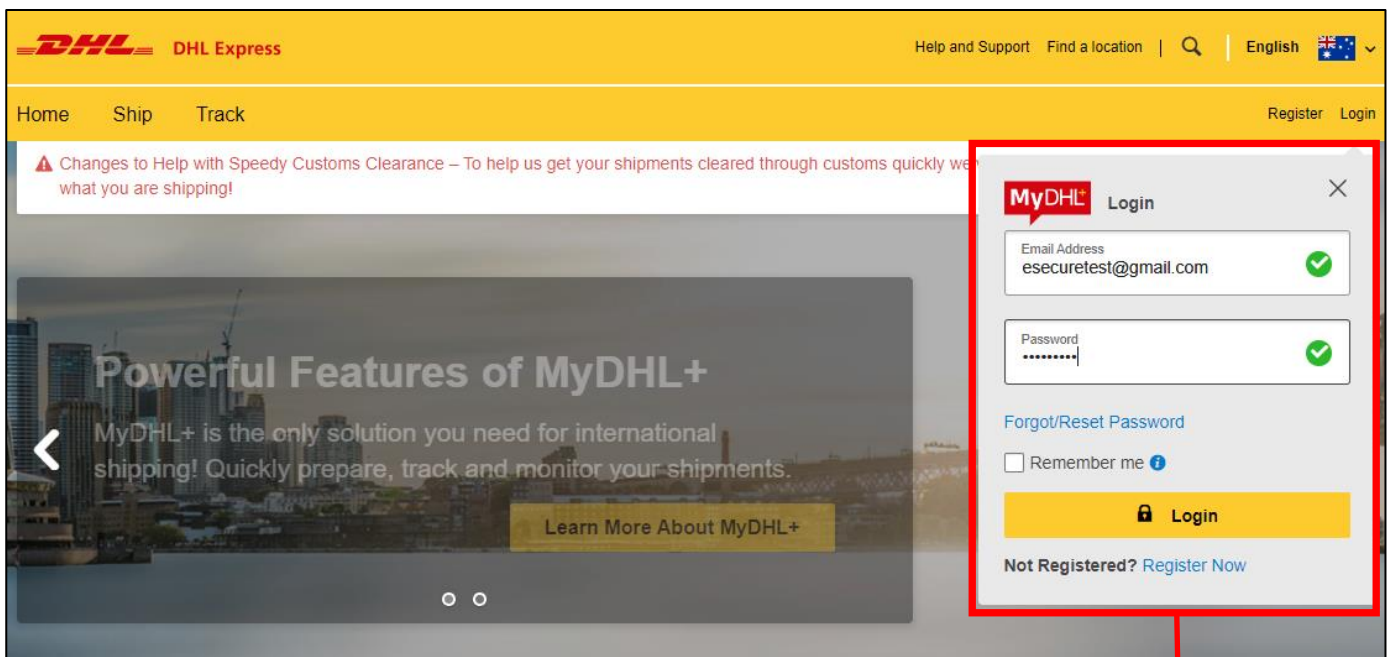 DHL DHL Express
Help and Support Find a location | English
Home Ship Track
Register Login
Changes to Help with Speedy Customs Clearance – To help us get your shipments cleared through customs quickly we
what you are shipping!
MyDHL+ Login
Email Address
esecuretest@gmail.com
Password
•••••••••
Forgot/Reset Password
Remember me
Login
Not Registered? Register Now
Powerful Features of MyDHL+
MyDHL+ is the only solution you need for international
shipping! Quickly prepare, track and monitor your shipments.
Learn More About MyDHL+